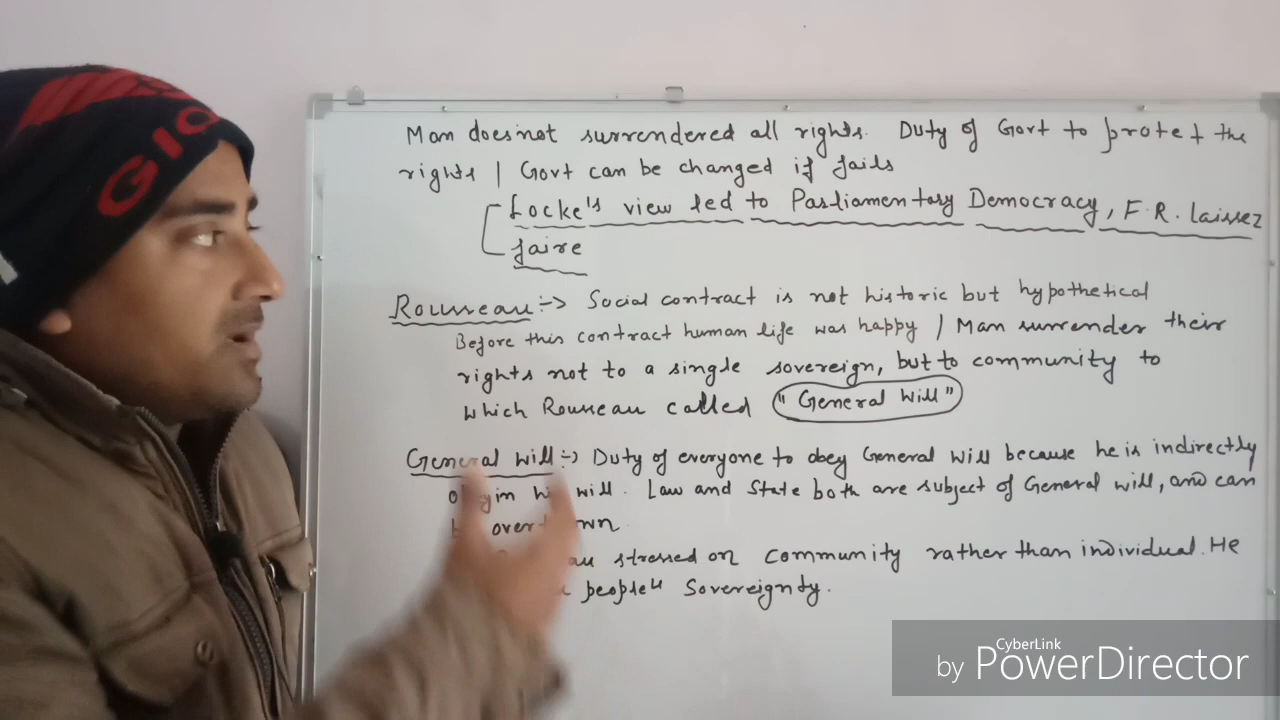 GIO
Man does not surrendered all rights. Duty of Govt to protet the
rights | Govt can be changed if fails
Locke's view led to Parliamentary Democracy, F.R. Laissez
faire
Rousseau :-> Social contract is not historic but hypothetical
Before this contract human life was happy / Man surrender their
rights not to a single sovereign, but to community to
which Rousseau called "General Will"
General will :-> Duty of everyone to obey General will because he is indirectly
will. Law and State both are subject of General will, and can
stressed on community rather than individual. He
people" Sovereignty.
CyberLink
by PowerDirector